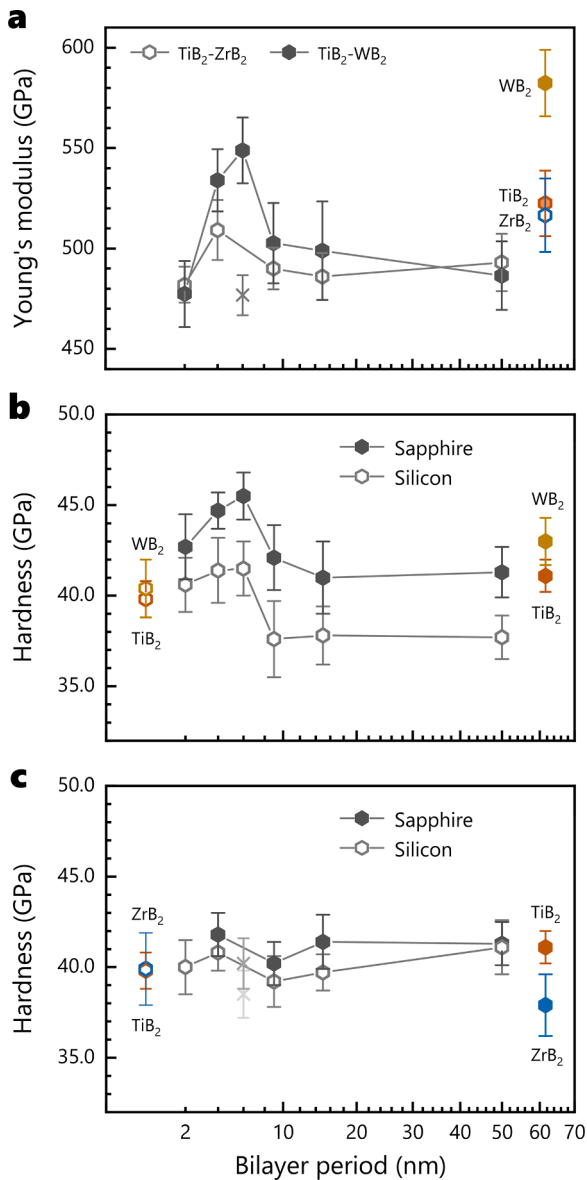 a
600
550
500
450
Young's modulus (GPa)
TiB₂-ZrB₂
TiB₂-WB₂
WB₂
TiB₂
ZrB₂
b
50.0
45.0
40.0
35.0
Hardness (GPa)
Sapphire
Silicon
WB₂
TiB₂
WB₂
TiB₂
c
50.0
45.0
40.0
35.0
Hardness (GPa)
Sapphire
Silicon
ZrB₂
TiB₂
TiB₂
ZrB₂
2 10 20 30 40 50 60 70
Bilayer period (nm)